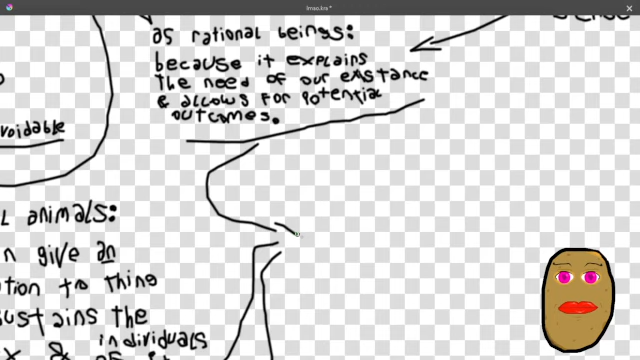 lmao.kra *
as rational beings:
because it explains
the need of our existance
& allows for potential
outcomes.
voidable
L animals:
n give an
tion to thing
sustains the
individuals